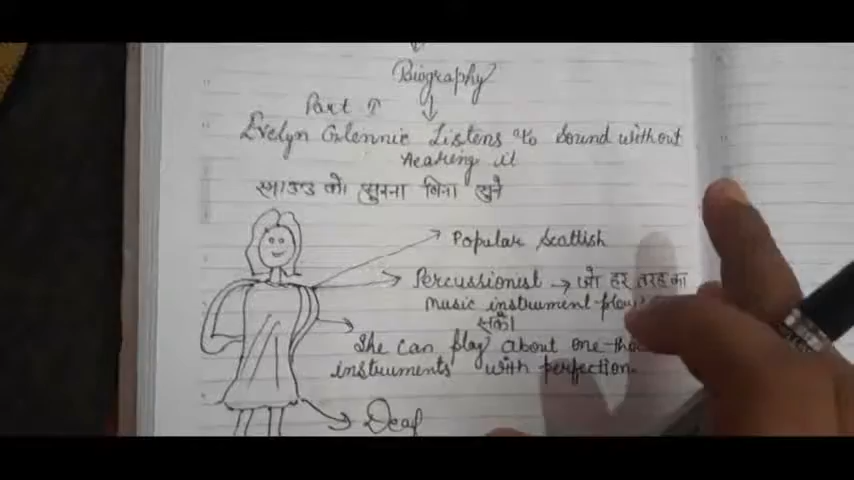 Biography
Part I
Evelyn Glennie Listens to Sound without
hearing it
साउंड को सुनना बिना सुने
Popular Scottish
Percussionist → जो हर तरह का
music instrument play
सके।
She can play about one-tho
instruments with perfection.
Deaf